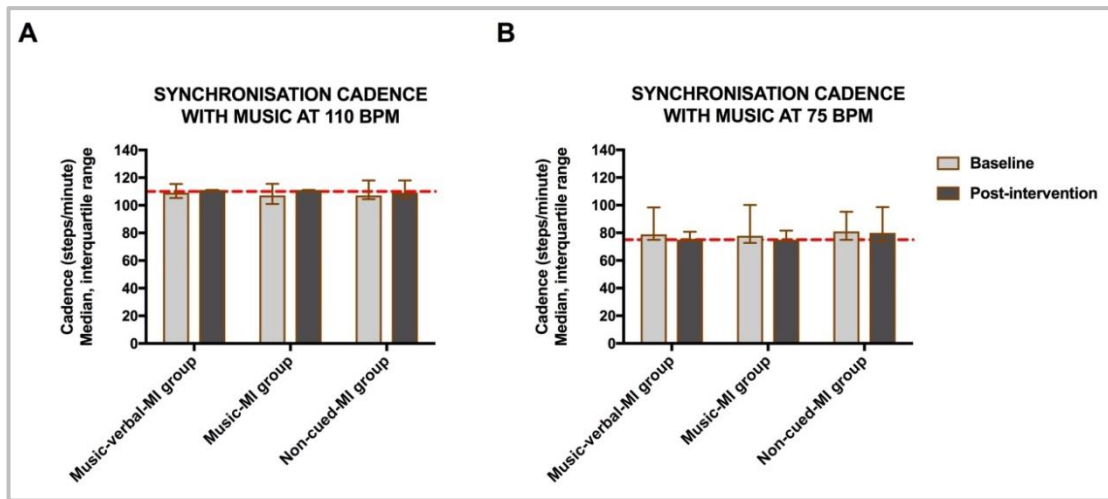 A
SYNCHRONISATION CADENCE
WITH MUSIC AT 110 BPM
Cadence (steps/minute)
Median, interquartile range
140
120
100
80
60
40
20
0
Music-verbal-MI group
Music-MI group
Non-cued-MI group
B
SYNCHRONISATION CADENCE
WITH MUSIC AT 75 BPM
Cadence (steps/minute)
Median, interquartile range
140
120
100
80
60
40
20
0
Music-verbal-MI group
Music-MI group
Non-cued-MI group
Baseline
Post-intervention